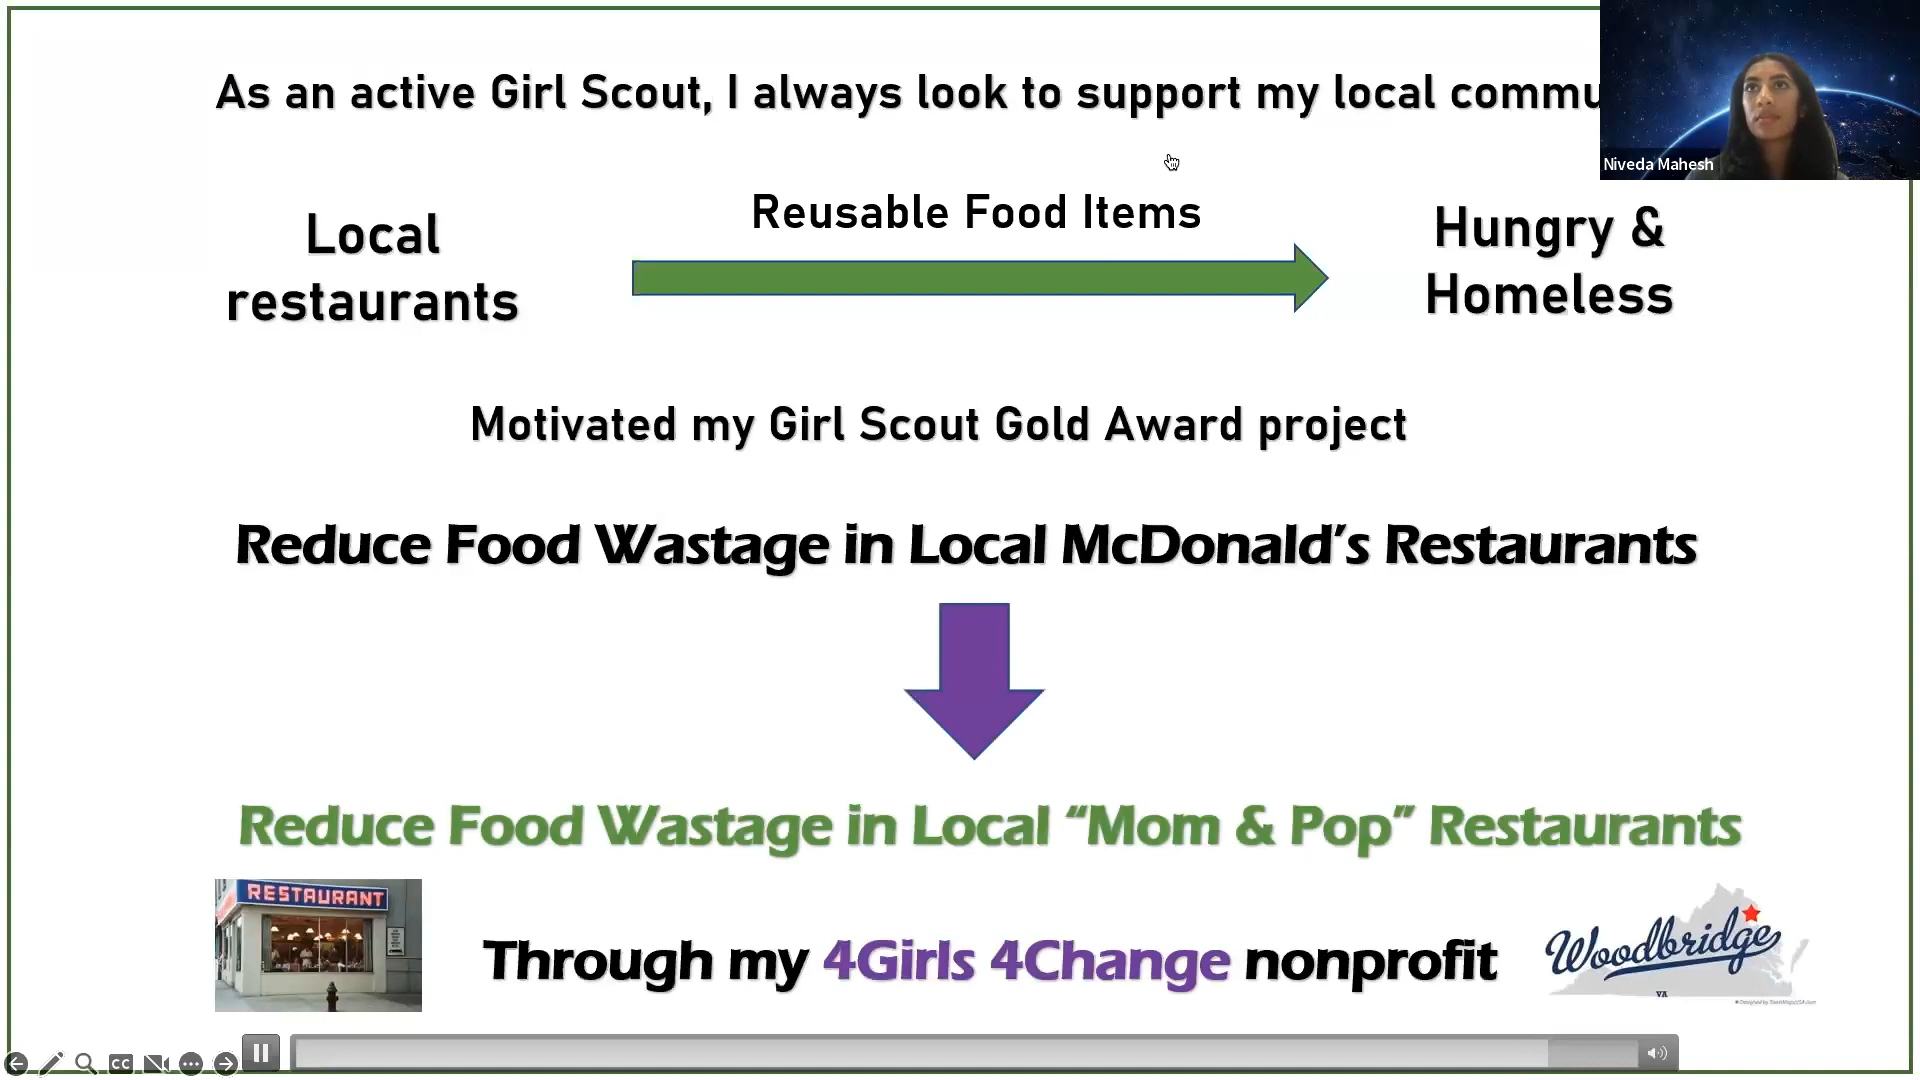 As an active Girl Scout, I always look to support my local commu
Niveda Mahesh
Reusable Food Items
Local
restaurants
Hungry &
Homeless
Motivated my Girl Scout Gold Award project
Reduce Food Wastage in Local McDonald’s Restaurants
Reduce Food Wastage in Local “Mom & Pop” Restaurants
RESTAURANT
Through my 4Girls 4Change nonprofit
Woodbridge
VA
CC